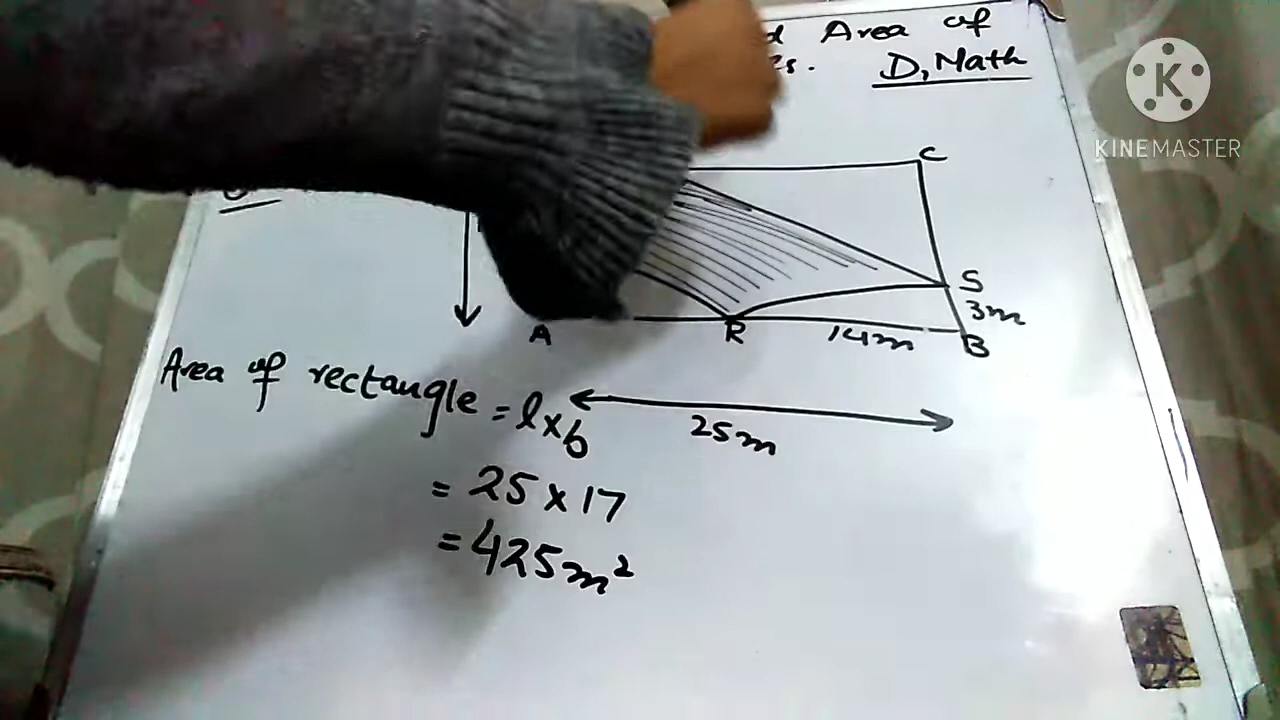 Area of
D, Math
K
KINEMASTER
C
S
3m
A
R
14m
B
25m
Area of rectangle = l×b
= 25 × 17
= 425m²